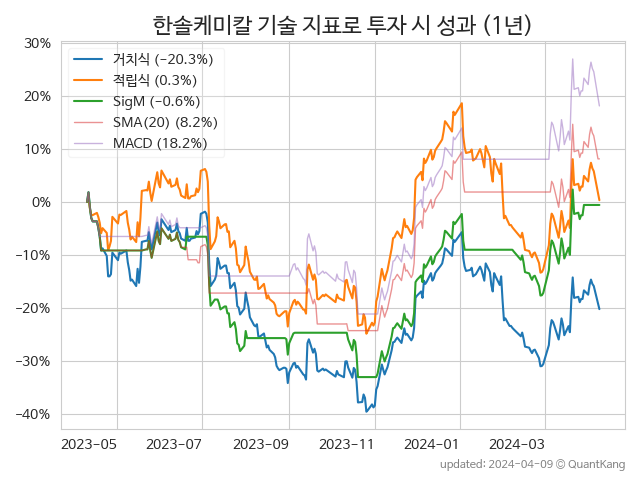 한솔케미칼 기술 지표로 투자 시 성과 (1년)
30%
20%
10%
0%
−10%
−20%
−30%
−40%
거치식 (−20.3%)
적립식 (0.3%)
SigM (−0.6%)
SMA(20) (8.2%)
MACD (18.2%)
2023-05 2023-07 2023-09 2023-11 2024-01 2024-03
updated: 2024-04-09 © QuantKang